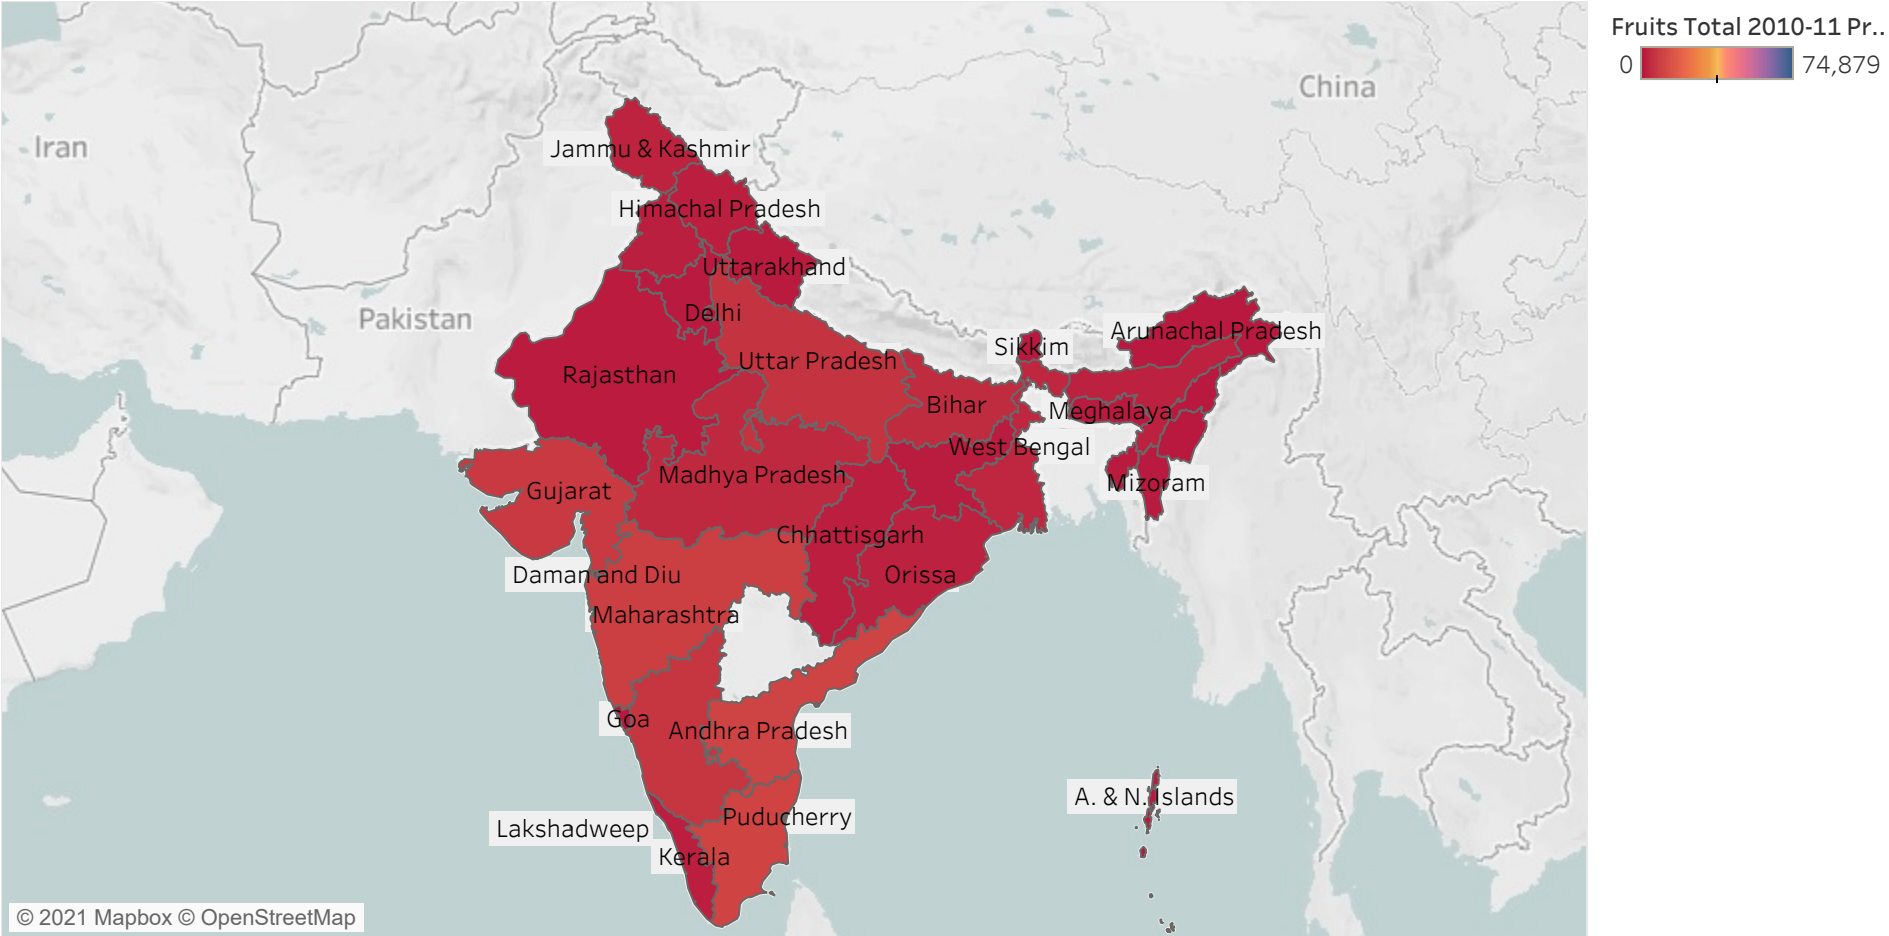 Fruits Total 2010-11 Pr..
0 74,879
China
Iran
Jammu & Kashmir
Himachal Pradesh
Uttarakhand
Pakistan
Delhi
Arunachal Pradesh
Sikkim
Uttar Pradesh
Rajasthan
Bihar
Meghalaya
West Bengal
Madhya Pradesh
Mizoram
Gujarat
Chhattisgarh
Daman and Diu
Orissa
Maharashtra
Goa
Andhra Pradesh
A. & N. Islands
Puducherry
Lakshadweep
Kerala
© 2021 Mapbox © OpenStreetMap